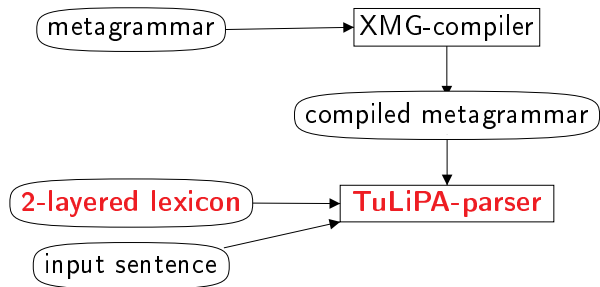 metagrammar
XMG-compiler
compiled metagrammar
2-layered lexicon
TuLiPA-parser
input sentence